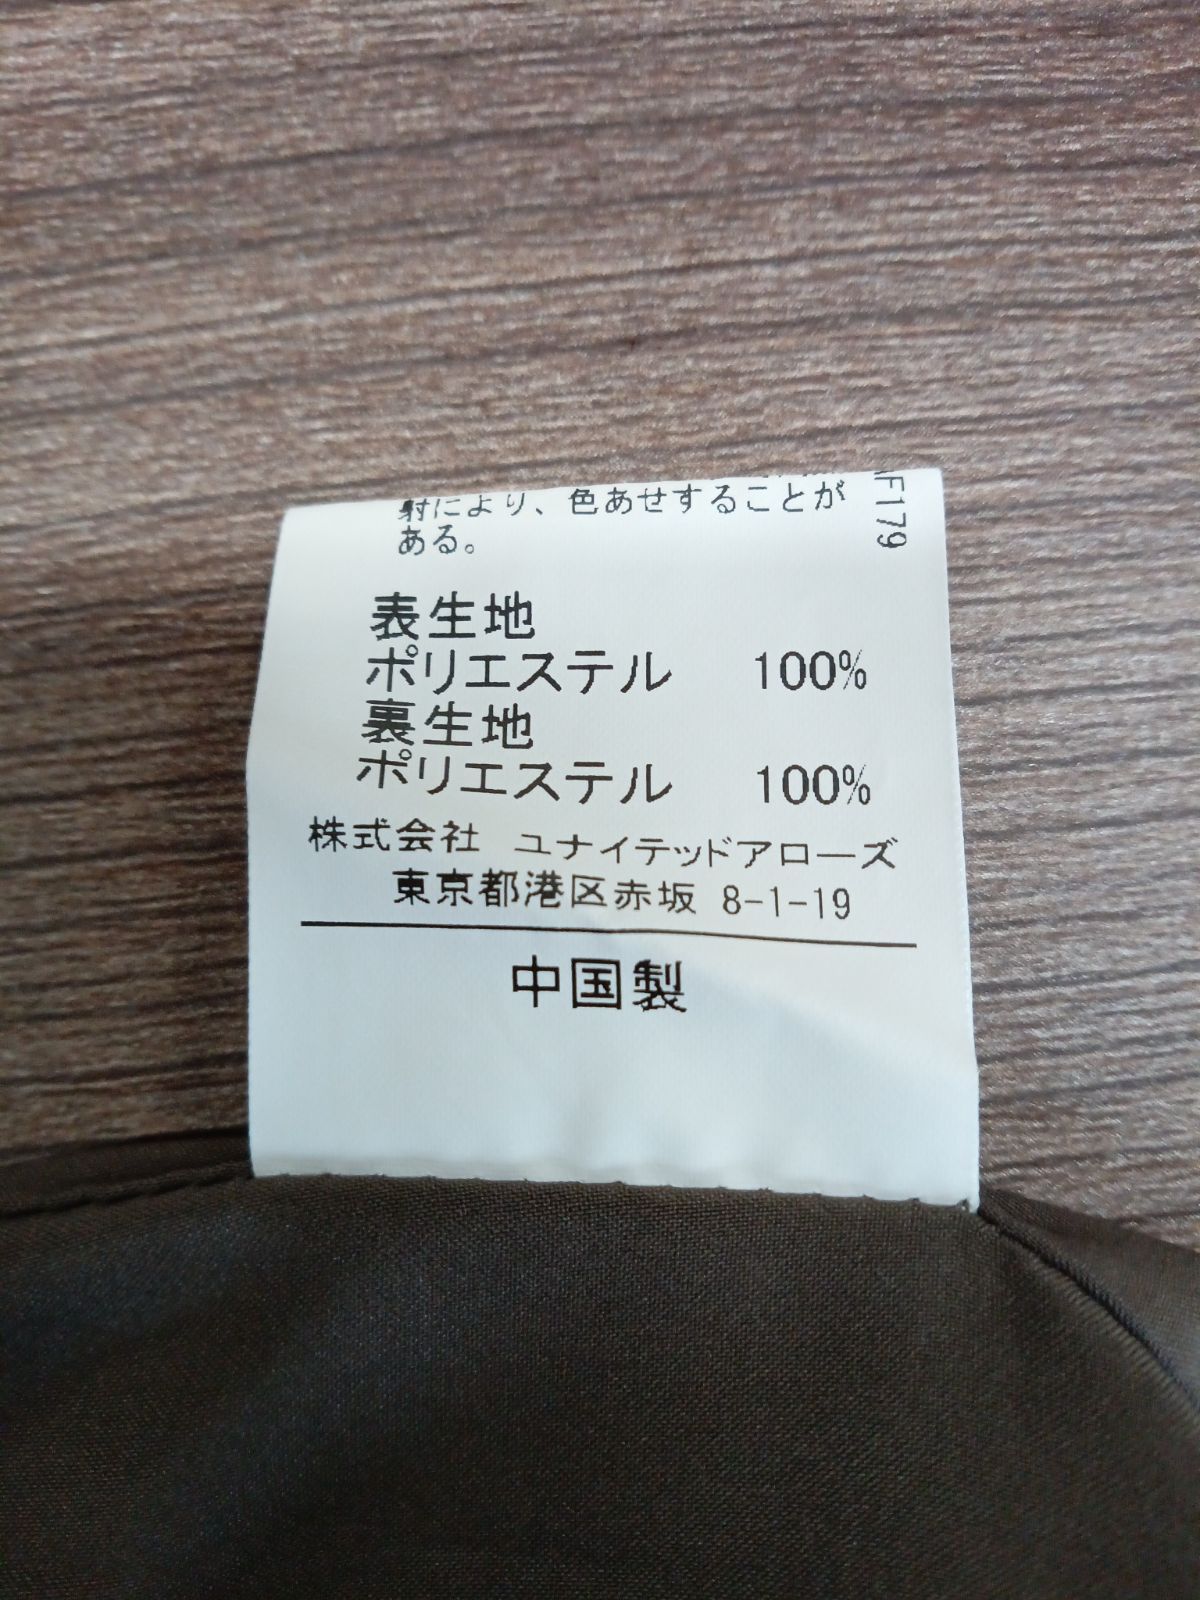 射により、色あせすることが
ある。
F179
表生地
ポリエステル 100%
裏生地
ポリエステル 100%
株式会社 ユナイテッドアローズ
東京都港区赤坂 8-1-19
中国製